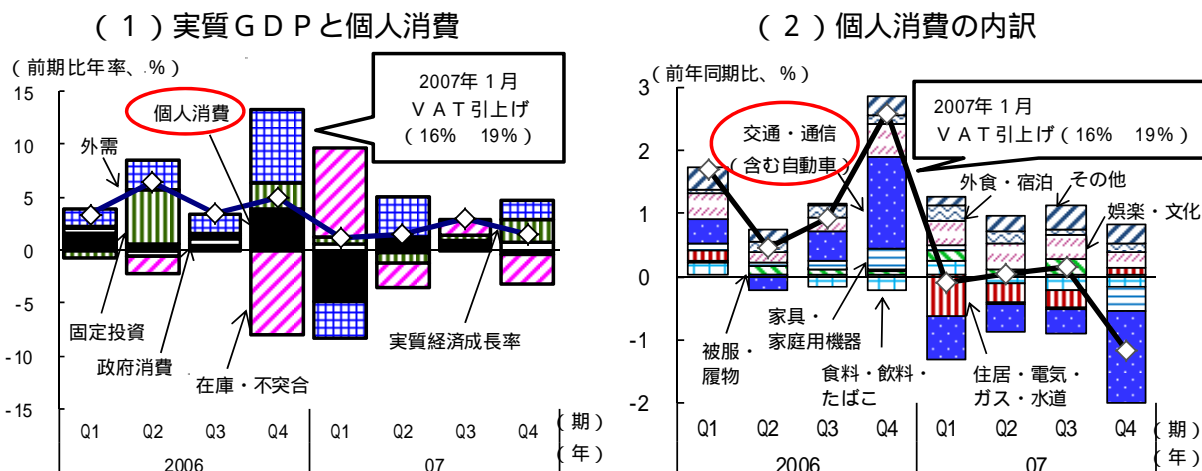 （１）実質ＧＤＰと個人消費
（前期比年率、％）
15
10
5
0
-5
-10
-15
外需
個人消費
2007年１月
ＶＡＴ引上げ
（16%　19%）
固定投資
政府消費
在庫・不突合
実質経済成長率
Q1 Q2 Q3 Q4 Q1 Q2 Q3 Q4
（期）
2006 07
（年）
（２）個人消費の内訳
（前年同期比、％）
3
2
1
0
-1
-2
交通・通信
（含む自動車）
2007年１月
ＶＡＴ引上げ（16%　19%）
外食・宿泊
その他
娯楽・文化
被服・
履物
家具・
家庭用機器
食料・飲料・
たばこ
住居・電気・
ガス・水道
Q1 Q2 Q3 Q4 Q1 Q2 Q3 Q4
（期）
2006 07
（年）